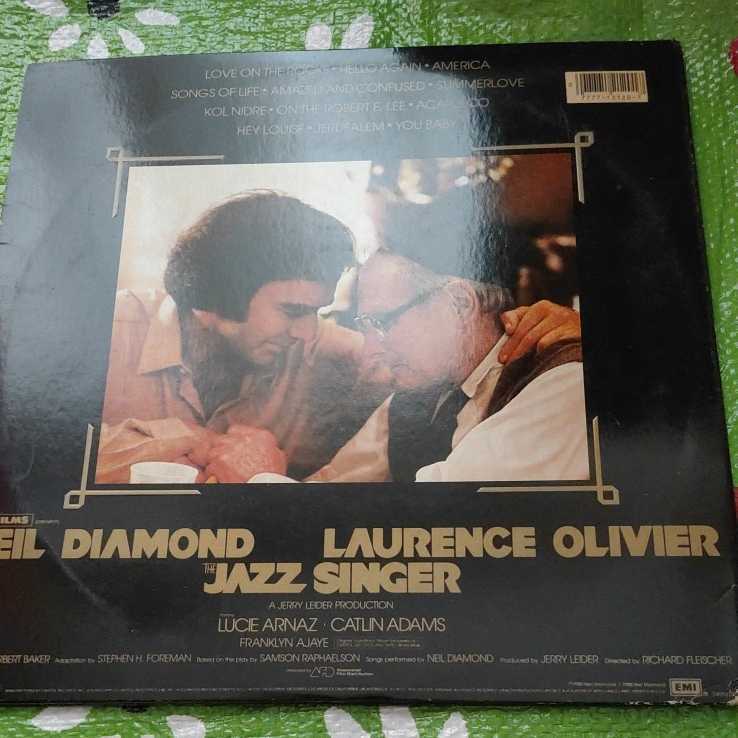 LOVE ON THE ROCKS • HELLO AGAIN • AMERICA
SONGS OF LIFE • AMAZED AND CONFUSED • SUMMERLOVE
KOL NIDRE • ON THE ROBERT E. LEE • ACAPULCO
HEY LOUISE • JERUSALEM • YOU BABY
ILMS
EIL DIAMOND LAURENCE OLIVIER
THE JAZZ SINGER
A JERRY LEIDER PRODUCTION
LUCIE ARNAZ • CATLIN ADAMS
FRANKLYN AJAYE
RBERT BAKER Adaptation by STEPHEN H. FOREMAN Based on the play by SAMSON RAPHAELSON Songs performed by NEIL DIAMOND Produced by JERRY LEIDER Directed by RICHARD FLEISCHER
AFD
EMI